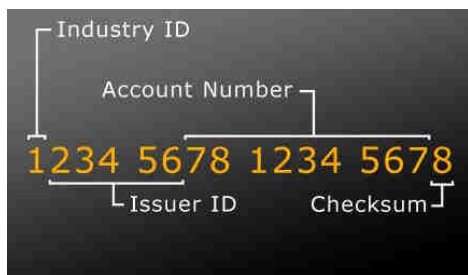 Industry ID
Account Number
1234 5678 1234 5678
Issuer ID
Checksum